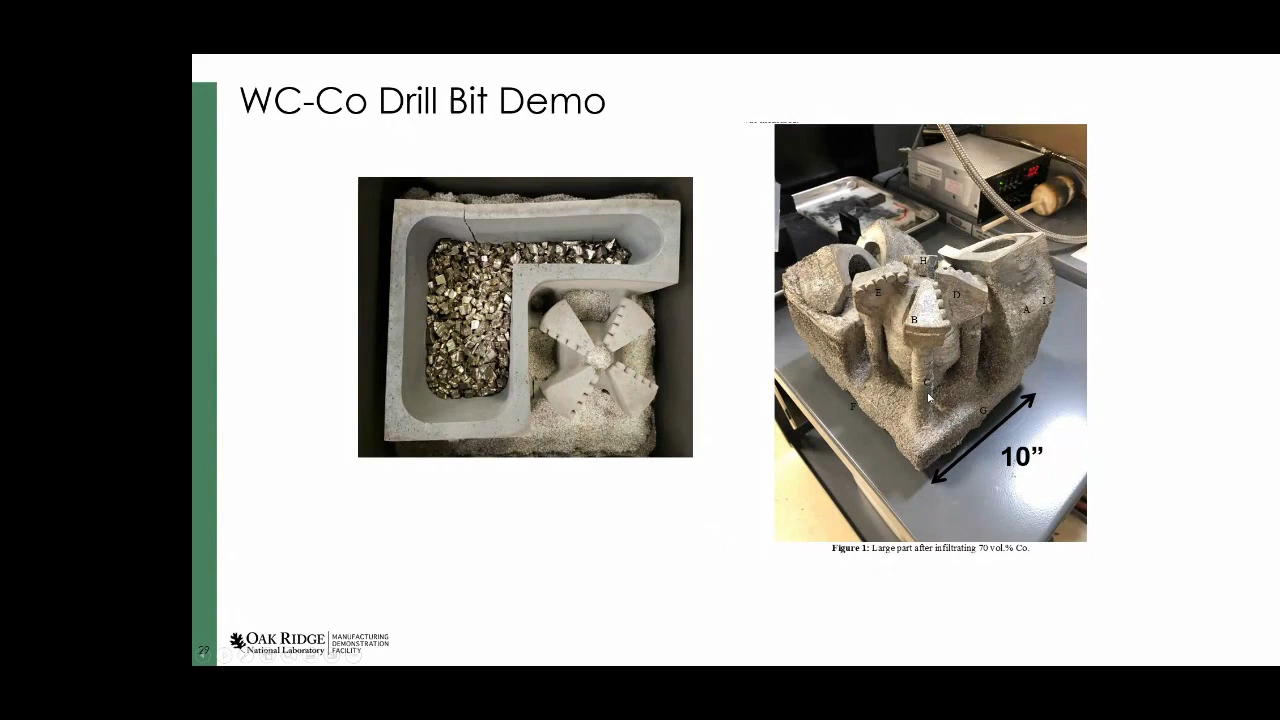 WC-Co Drill Bit Demo
H
E
D
B
I
A
C
F
G
10”
Figure 1: Large part after infiltrating 70 vol.% Co.
29
OAK RIDGE
National Laboratory
MANUFACTURING
DEMONSTRATION
FACILITY